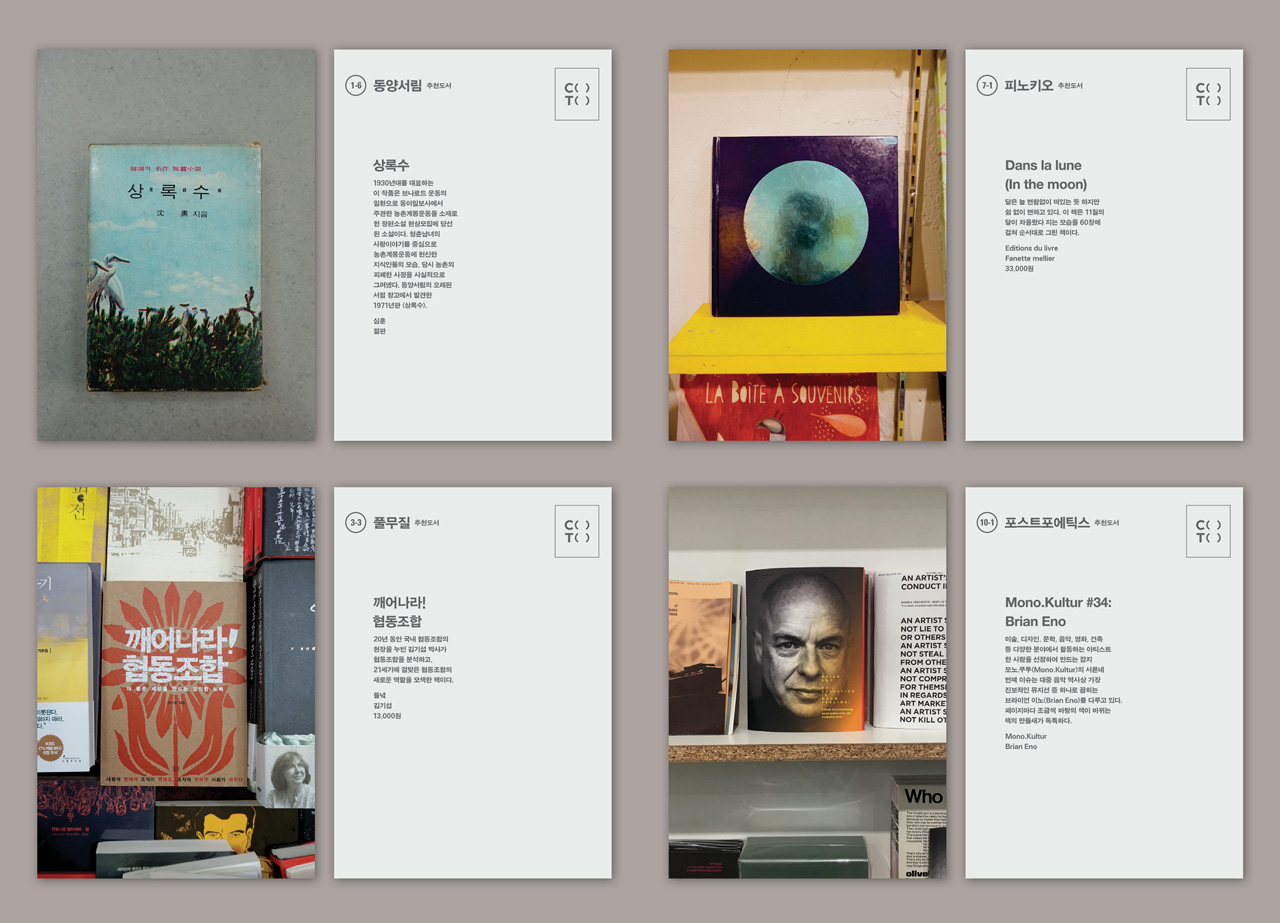 상록수
沈 熏 지음
1-6 동양서림 추천도서
C( )
T( )
상록수
1930년대를 대표하는
이 작품은 브나로드 운동의
일환으로 동아일보사에서
주관한 농촌계몽운동을 소재로
한 장편소설 현상모집에 당선
된 소설이다. 청춘남녀의
사랑이야기를 중심으로
농촌계몽운동에 헌신한
지식인들의 모습, 당시 농촌의
피폐한 사정을 사실적으로
그려냈다. 동양서림의 오래된
서점 창고에서 발견한
1971년판 〈상록수〉.
심훈
절판
LA BOÎTE À SOUVENIRS
7-1 피노키오 추천도서
C( )
T( )
Dans la lune
(In the moon)
달은 늘 변함없이 떠있는 듯 하지만
쉼 없이 변하고 있다. 이 책은 11월의
달이 차올랐다 지는 모습을 60장에
걸쳐 순서대로 그린 책이다.
Editions du livre
Fanette mellier
33,000원
전
깨어나라!
협동조합
더 좋은 세상을 만드는 정직한 노력
3-3 풀무질 추천도서
C( )
T( )
깨어나라!
협동조합
20년 동안 국내 협동조합의
현장을 누빈 김기섭 박사가
협동조합을 분석하고,
21세기에 걸맞은 협동조합의
새로운 역할을 모색한 책이다.
들녘
김기섭
13,000원
AN ARTIST'
CONDUCT I
AN ARTIST S
NOT LIE TO
OR OTHERS
AN ARTIST S
NOT STEAL
FROM OTHE
AN ARTIST S
NOT COMPR
FOR THEMS
IN REGARDS
ART MARKE
AN ARTIST S
NOT KILL OT
Who
olive
10-1 포스트포에틱스 추천도서
C( )
T( )
Mono.Kultur #34:
Brian Eno
미술, 디자인, 문학, 음악, 영화, 건축
등 다양한 분야에서 활동하는 아티스트
한 사람을 선정하여 만드는 잡지
모노.쿠투(Mono.Kultur)의 서른네
번째 이슈는 대중 음악 역사상 가장
진보적인 뮤지션 중 하나로 꼽히는
브라이언 이노(Brian Eno)를 다루고 있다.
페이지마다 조금씩 바탕의 색이 바뀌는
책의 만듦새가 독특하다.
Mono.Kultur
Brian Eno